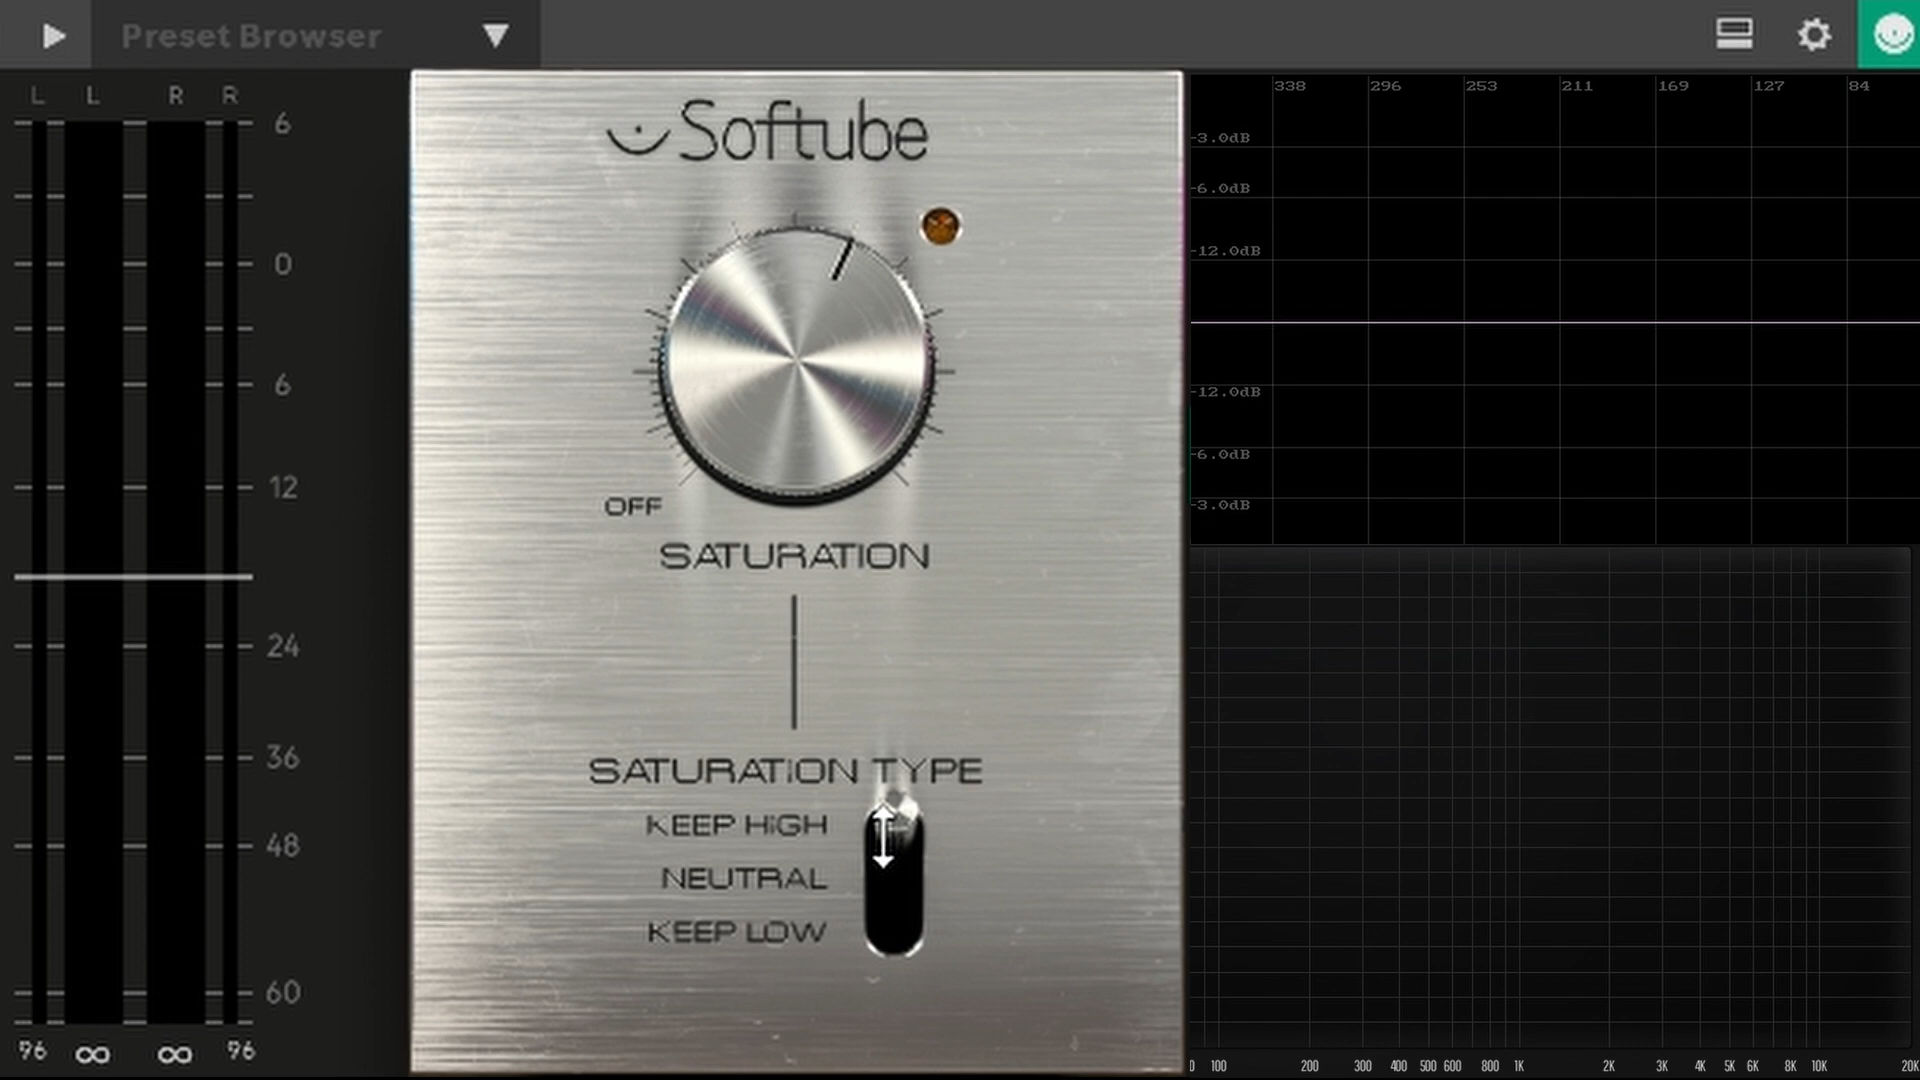 Preset Browser
L L R R
6
0
6
12
24
36
48
60
96 ∞ ∞ 96
Softube
OFF
SATURATION
SATURATION TYPE
KEEP HIGH
NEUTRAL
KEEP LOW
338 296 253 211 169 127 84
-3.0dB
-6.0dB
-12.0dB
-12.0dB
-6.0dB
-3.0dB
100 200 300 400 500 600 800 1K 2K 3K 4K 5K 6K 8K 10K 20K